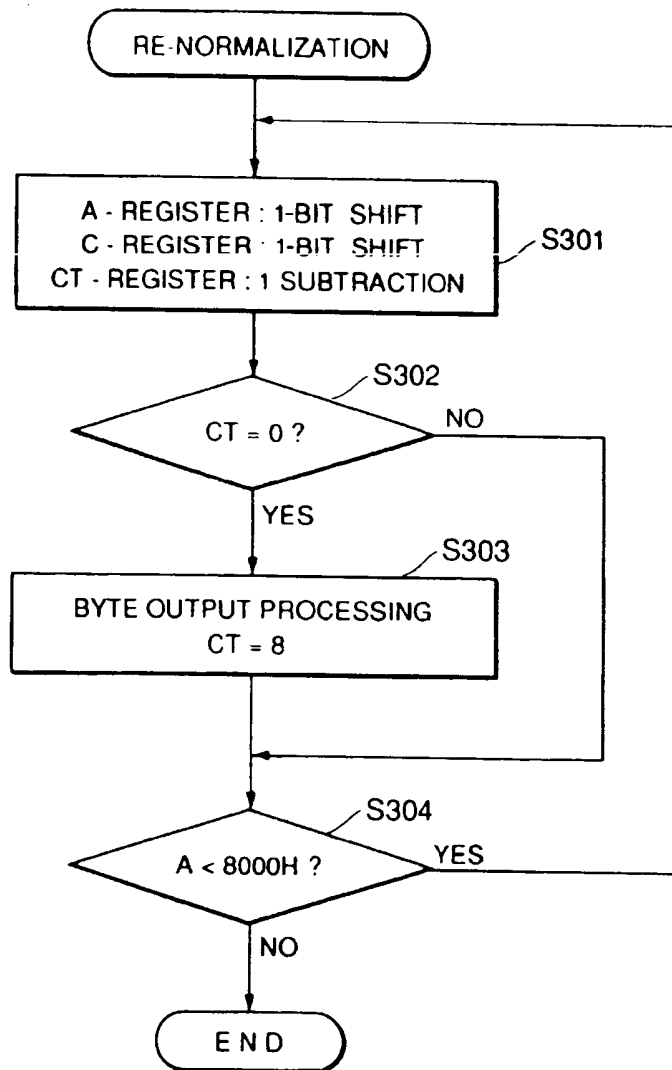 RE-NORMALIZATION
A - REGISTER : 1-BIT SHIFT
C - REGISTER : 1-BIT SHIFT
CT - REGISTER : 1 SUBTRACTION
S301
S302
CT = 0 ?
NO
YES
S303
BYTE OUTPUT PROCESSING
CT = 8
S304
A < 8000H ?
YES
NO
END